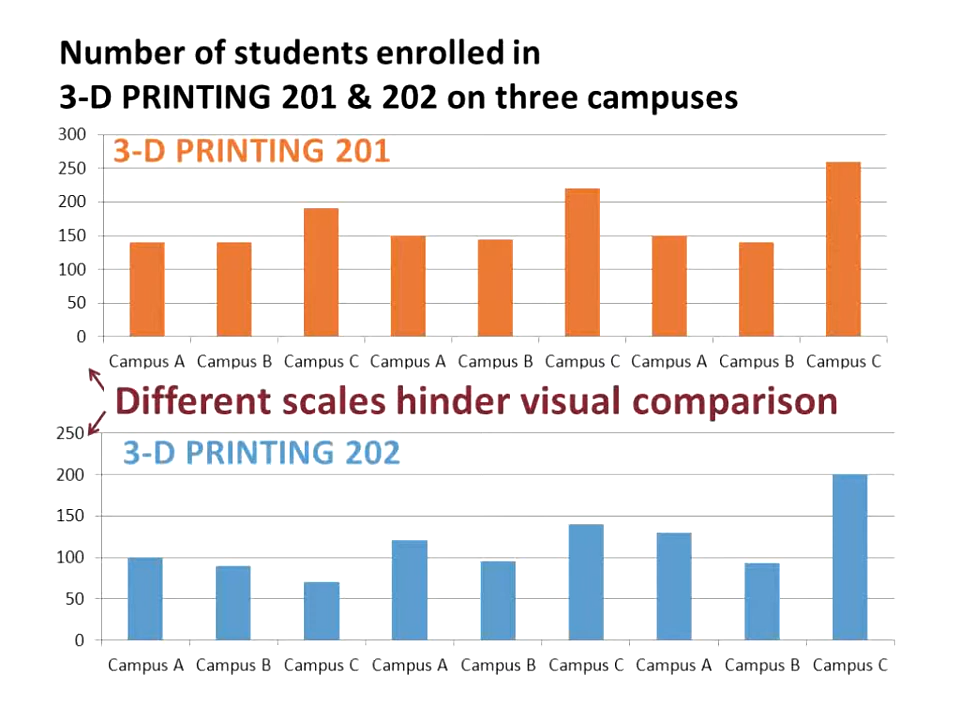 Number of students enrolled in
3-D PRINTING 201 & 202 on three campuses
300
3-D PRINTING 201
250
200
150
100
50
0
Campus A Campus B Campus C Campus A Campus B Campus C Campus A Campus B Campus C
Different scales hinder visual comparison
250
3-D PRINTING 202
200
150
100
50
0
Campus A Campus B Campus C Campus A Campus B Campus C Campus A Campus B Campus C